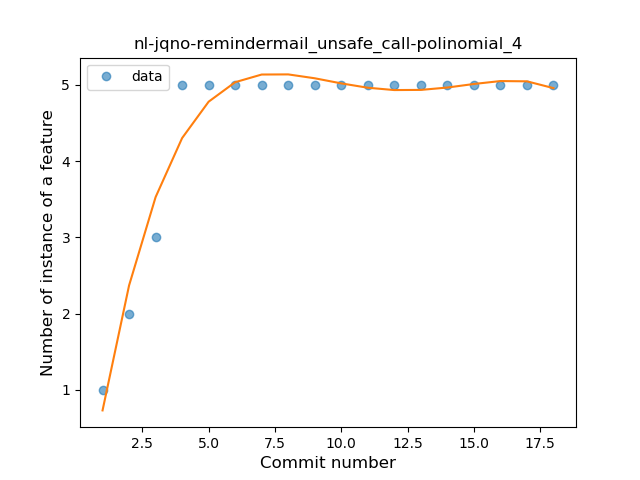 nl-jqno-remindermail_unsafe_call-polinomial_4
data
Number of instance of a feature
5
4
3
2
1
2.5 5.0 7.5 10.0 12.5 15.0 17.5
Commit number